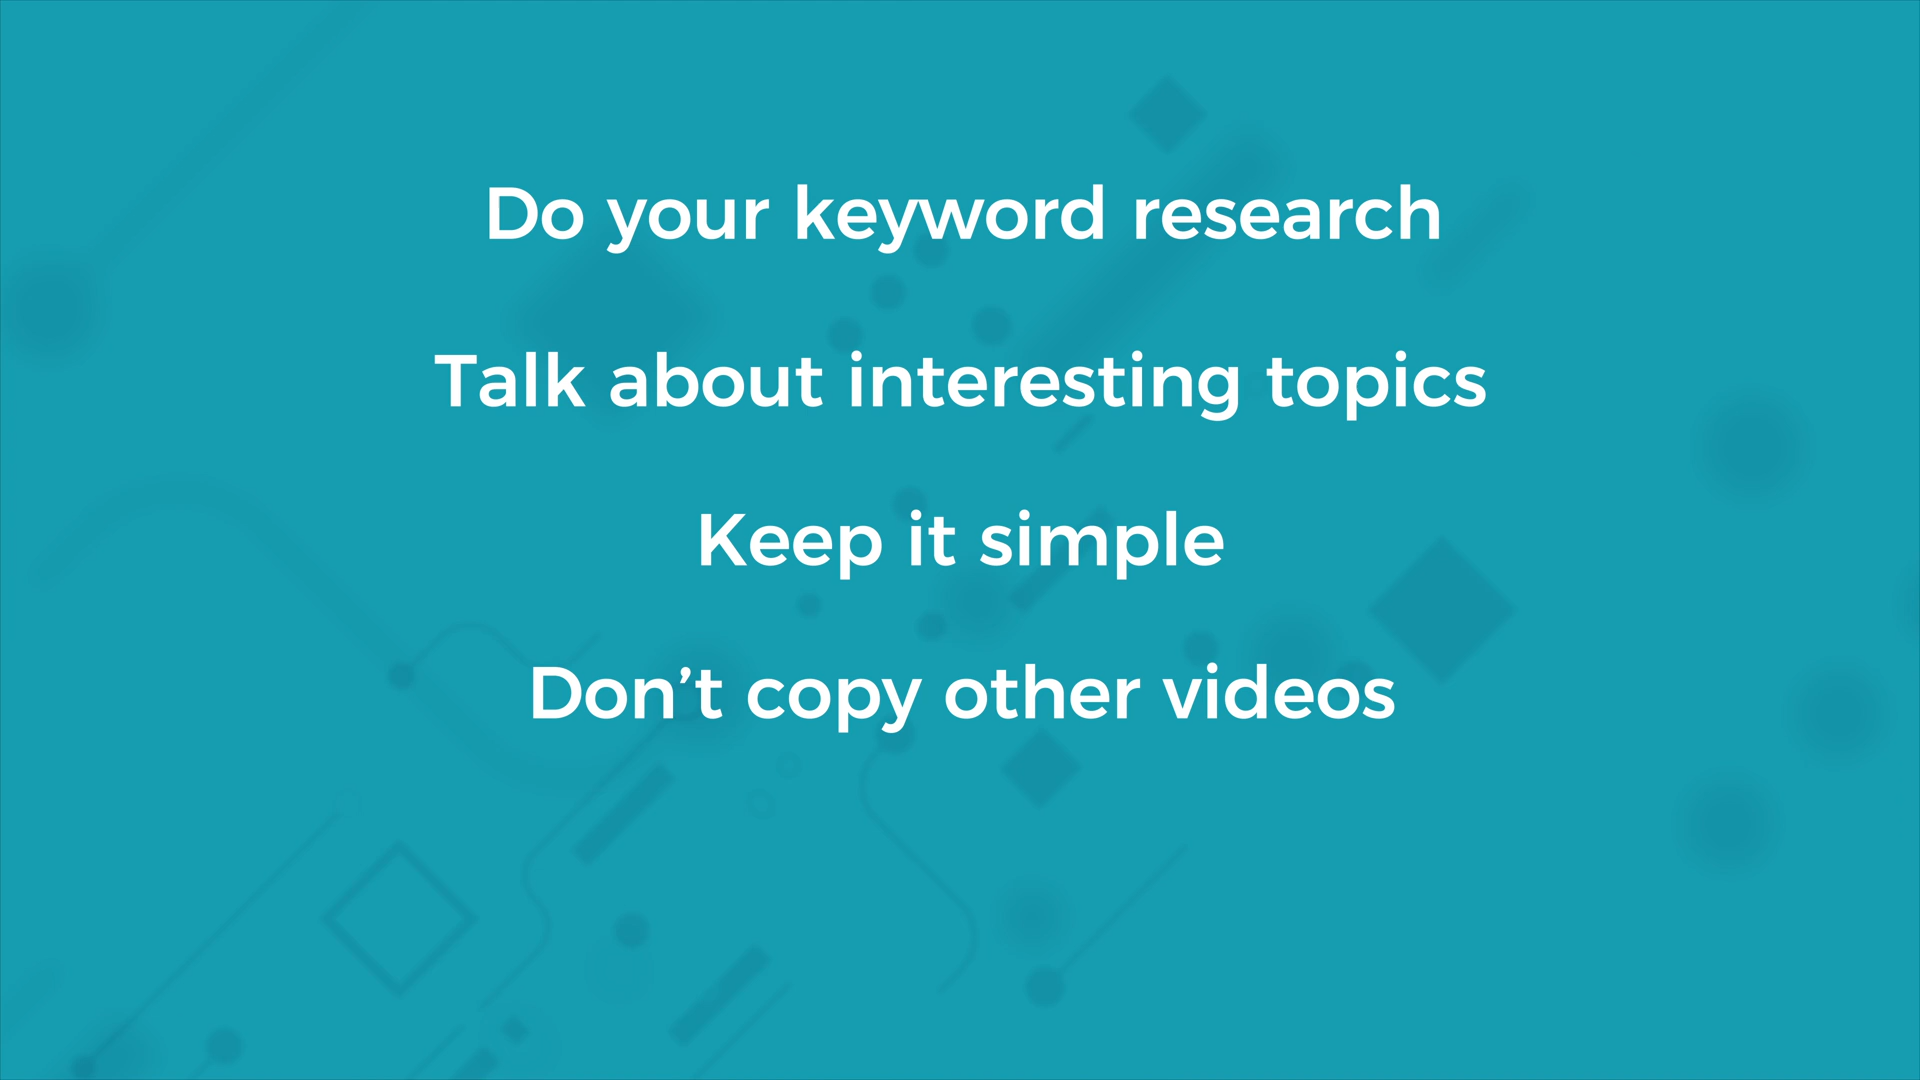 Do your keyword research
Talk about interesting topics
Keep it simple
Don’t copy other videos